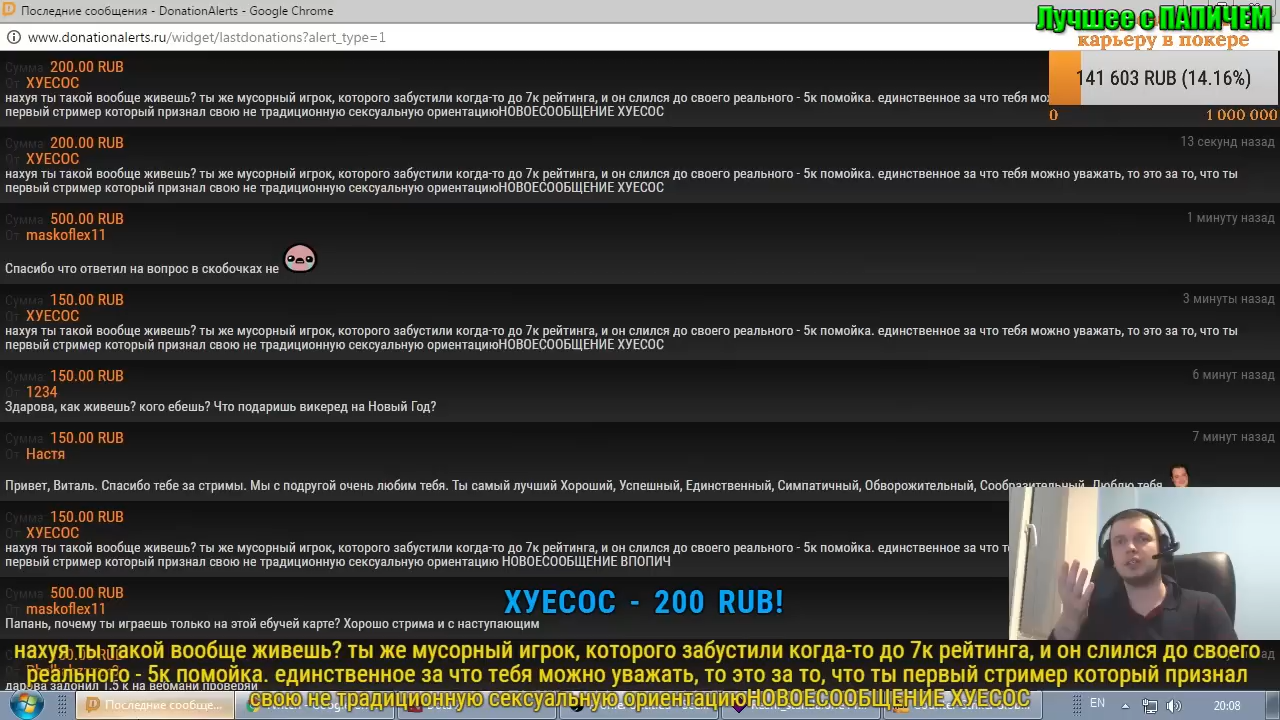 Последние сообщения - DonationAlerts - Google Chrome
Лучшее с ПАПИЧЕМ
www.donationalerts.ru/widget/lastdonations?alert_type=1
карьеру в покере
141 603 RUB (14.16%)
0 1 000 000
Сумма: 200.00 RUB
От: ХУЕСОС
нахуя ты такой вообще живешь? ты же мусорный игрок, которого забустили когда-то до 7к рейтинга, и он слился до своего реального - 5к помойка. единственное за что тебя
первый стример который признал свою не традиционную сексуальную ориентациюНОВОЕСООБЩЕНИЕ ХУЕСОС
Сумма: 200.00 RUB 13 секунд назад
От: ХУЕСОС
нахуя ты такой вообще живешь? ты же мусорный игрок, которого забустили когда-то до 7к рейтинга, и он слился до своего реального - 5к помойка. единственное за что тебя можно уважать, то это за то, что ты
первый стример который признал свою не традиционную сексуальную ориентациюНОВОЕСООБЩЕНИЕ ХУЕСОС
Сумма: 500.00 RUB 1 минуту назад
От: maskoflex11
Спасибо что ответил на вопрос в скобочках не
Сумма: 150.00 RUB 3 минуты назад
От: ХУЕСОС
нахуя ты такой вообще живешь? ты же мусорный игрок, которого забустили когда-то до 7к рейтинга, и он слился до своего реального - 5к помойка. единственное за что тебя можно уважать, то это за то, что ты
первый стример который признал свою не традиционную сексуальную ориентациюНОВОЕСООБЩЕНИЕ ХУЕСОС
Сумма: 150.00 RUB 6 минут назад
От: 1234
Здарова, как живешь? кого ебешь? Что подаришь викеред на Новый Год?
Сумма: 150.00 RUB 7 минут назад
От: Настя
Привет, Виталь. Спасибо тебе за стримы. Мы с подругой очень любим тебя. Ты самый лучший Хороший, Успешный, Единственный, Симпатичный, Обворожительный, Сообразительный. Люблю тебя
Сумма: 150.00 RUB
От: ХУЕСОС
нахуя ты такой вообще живешь? ты же мусорный игрок, которого забустили когда-то до 7к рейтинга, и он слился до своего реального - 5к помойка. единственное за что
первый стример который признал свою не традиционную сексуальную ориентацию НОВОЕСООБЩЕНИЕ ВПОПИЧ
Сумма: 500.00 RUB
От: maskoflex11
Папань, почему ты играешь только на этой ебучей карте? Хорошо стрима и с наступающим
ХУЕСОС - 200 RUB!
нахуя ты такой вообще живешь? ты же мусорный игрок, которого забустили когда-то до 7к рейтинга, и он слился до своего
реального - 5к помойка. единственное за что тебя можно уважать, то это за то, что ты первый стример который признал
свою не традиционную сексуальную ориентациюНОВОЕСООБЩЕНИЕ ХУЕСОС
дарова задонил 1.5 к на вебмани проверяй
Последние сообще...
EN 20:08